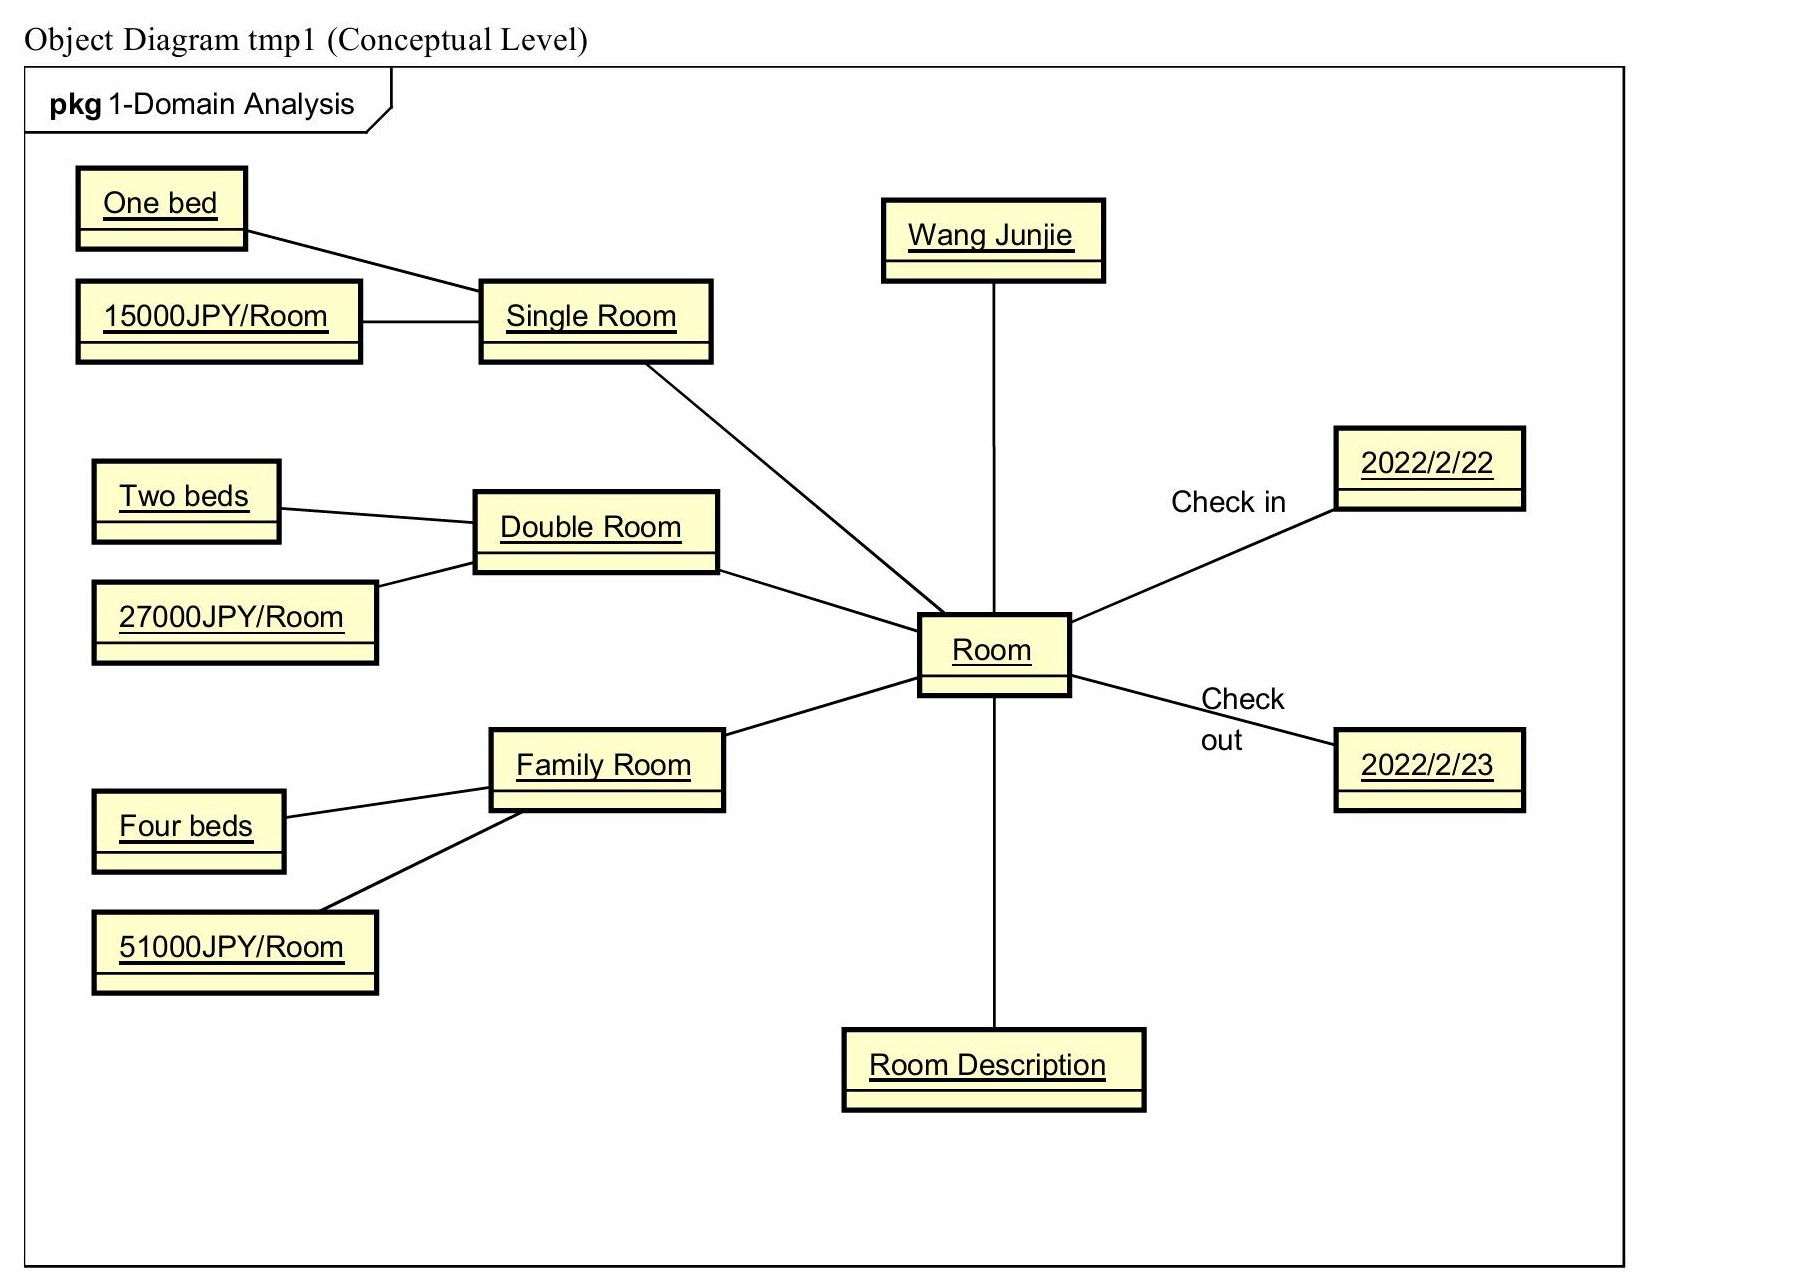 Object Diagram tmp1 (Conceptual Level)
pkg 1-Domain Analysis
One bed
15000JPY/Room
Single Room
Wang Junjie
Two beds
27000JPY/Room
Double Room
2022/2/22
Check in
Room
Check
out
2022/2/23
Family Room
Four beds
51000JPY/Room
Room Description